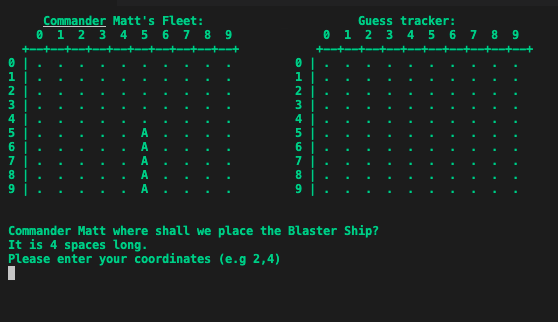 Commander Matt's Fleet:                      Guess tracker:
    0  1  2  3  4  5  6  7  8  9             0  1  2  3  4  5  6  7  8  9
  +——+——+——+——+——+——+——+——+——+——+           +——+——+——+——+——+——+——+——+——+——+
0 | .  .  .  .  .  .  .  .  .  .         0 | .  .  .  .  .  .  .  .  .  .
1 | .  .  .  .  .  .  .  .  .  .         1 | .  .  .  .  .  .  .  .  .  .
2 | .  .  .  .  .  .  .  .  .  .         2 | .  .  .  .  .  .  .  .  .  .
3 | .  .  .  .  .  .  .  .  .  .         3 | .  .  .  .  .  .  .  .  .  .
4 | .  .  .  .  .  .  .  .  .  .         4 | .  .  .  .  .  .  .  .  .  .
5 | .  .  .  .  .  A  .  .  .  .         5 | .  .  .  .  .  .  .  .  .  .
6 | .  .  .  .  .  A  .  .  .  .         6 | .  .  .  .  .  .  .  .  .  .
7 | .  .  .  .  .  A  .  .  .  .         7 | .  .  .  .  .  .  .  .  .  .
8 | .  .  .  .  .  A  .  .  .  .         8 | .  .  .  .  .  .  .  .  .  .
9 | .  .  .  .  .  A  .  .  .  .         9 | .  .  .  .  .  .  .  .  .  .
Commander Matt where shall we place the Blaster Ship?
It is 4 spaces long.
Please enter your coordinates (e.g 2,4)